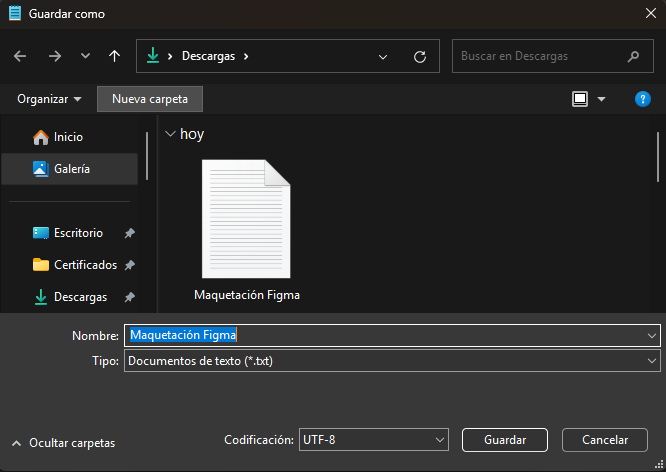 Guardar como
Descargas
Buscar en Descargas
Organizar
Nueva carpeta
?
Inicio
Galería
Escritorio
Certificados
Descargas
hoy
Maquetación Figma
Nombre: Maquetación Figma
Tipo: Documentos de texto (*.txt)
Ocultar carpetas
Codificación: UTF-8
Guardar
Cancelar